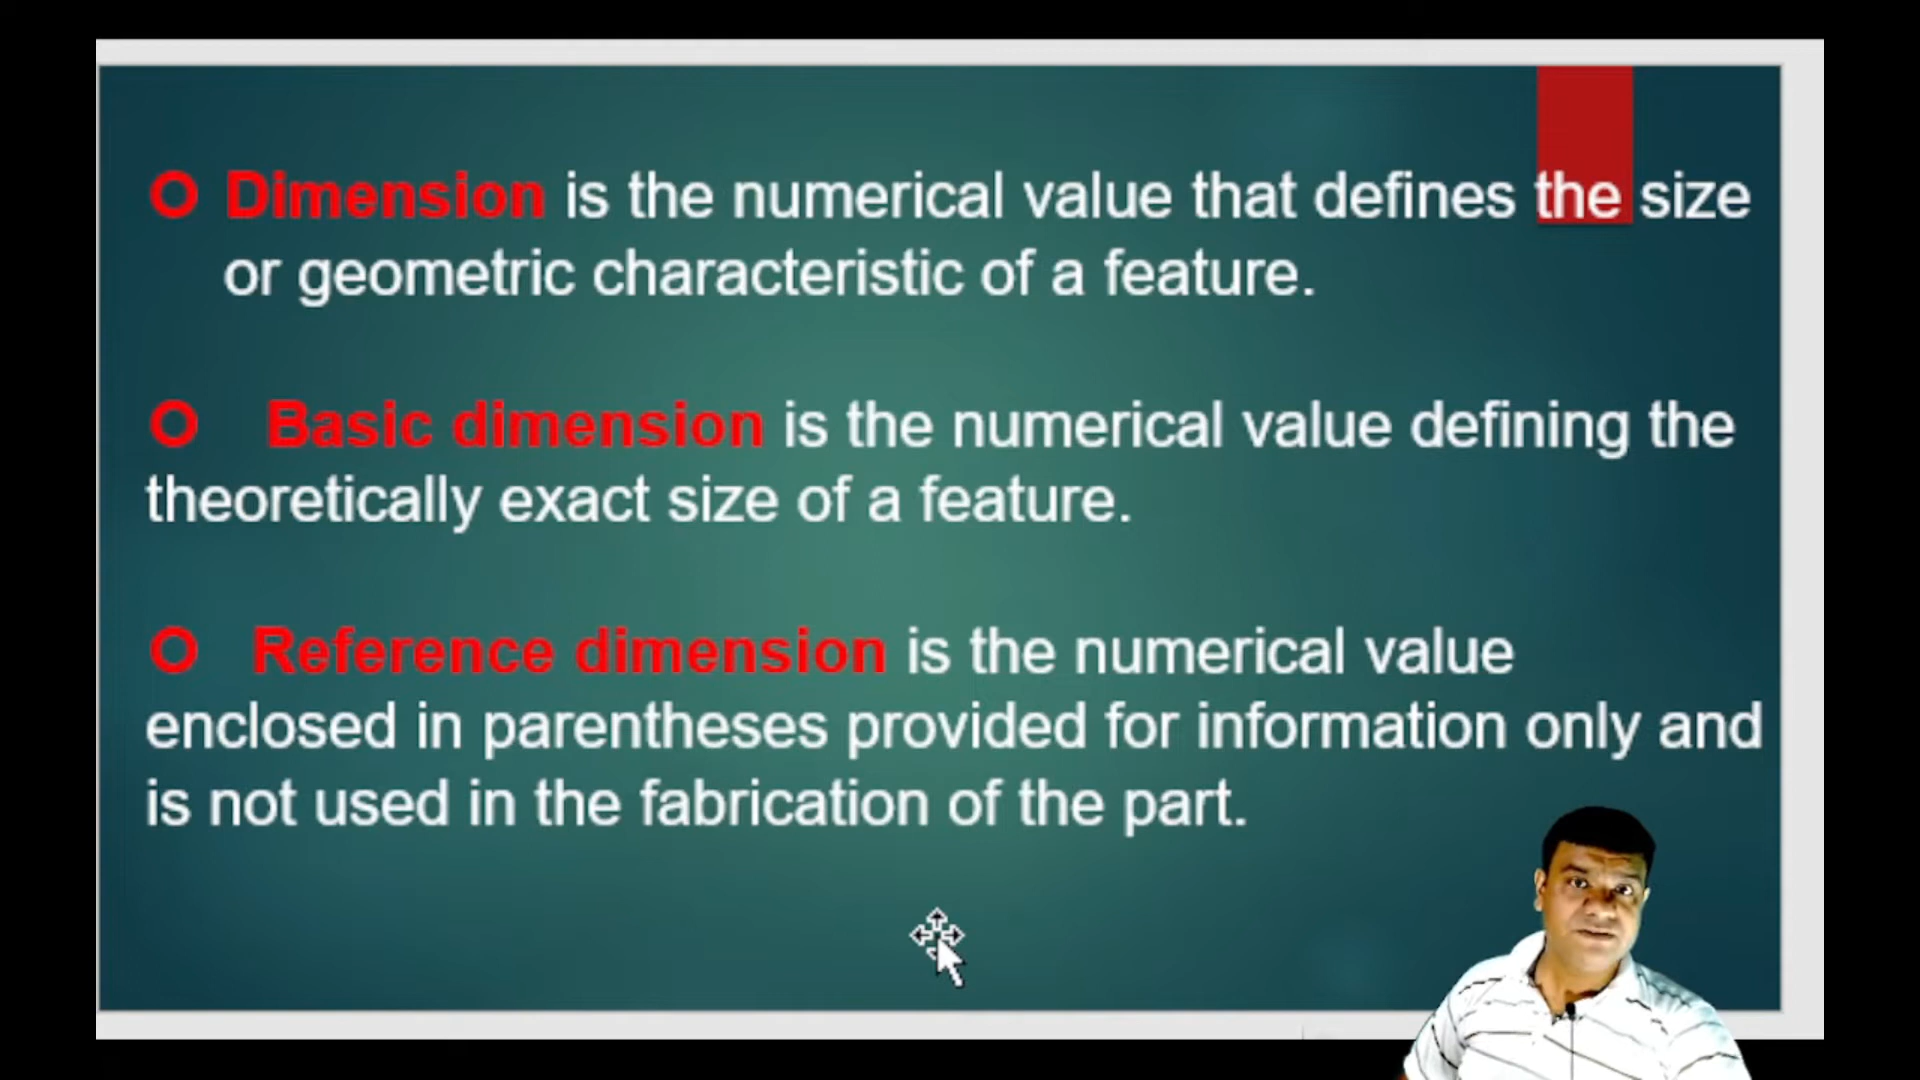 Dimension is the numerical value that defines the size
or geometric characteristic of a feature.
Basic dimension is the numerical value defining the
theoretically exact size of a feature.
Reference dimension is the numerical value
enclosed in parentheses provided for information only and
is not used in the fabrication of the part.